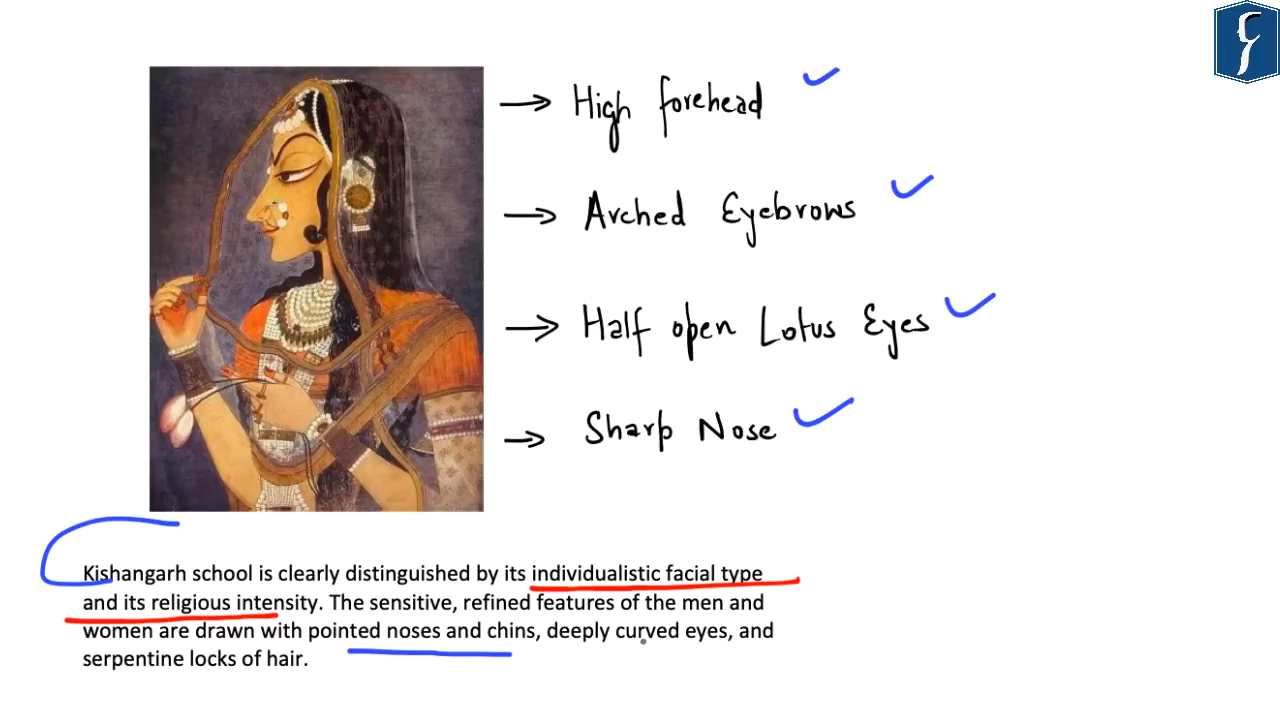 → High forehead
→ Arched Eyebrows
→ Half open Lotus Eyes
→ Sharp Nose
Kishangarh school is clearly distinguished by its individualistic facial type
and its religious intensity. The sensitive, refined features of the men and
women are drawn with pointed noses and chins, deeply curved eyes, and
serpentine locks of hair.